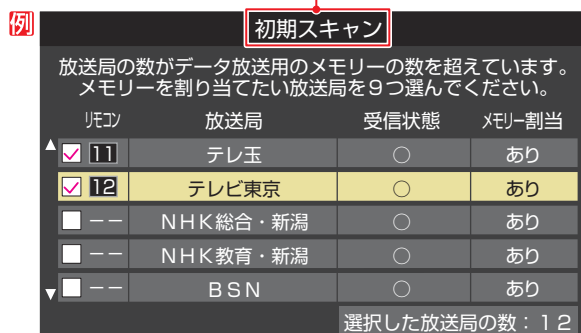 例
初期スキャン
放送局の数がデータ放送用のメモリーの数を超えています。
メモリーを割り当てたい放送局を９つ選んでください。
リモコン 放送局 受信状態 メモリー割当
11 テレ玉 ○ あり
12 テレビ東京 ○ あり
−− ＮＨＫ総合・新潟 ○ あり
−− ＮＨＫ教育・新潟 ○ あり
−− ＢＳＮ ○ あり
選択した放送局の数：１２